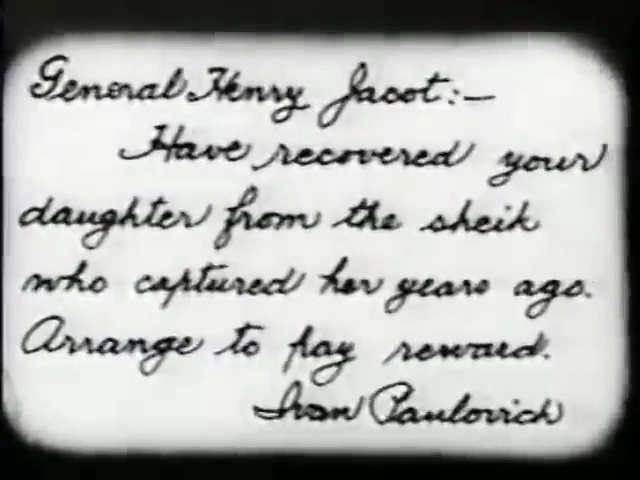 General Henry Jacot:—
Have recovered your
daughter from the sheik
who captured her years ago.
Arrange to pay reward.
Ivan Paulovich